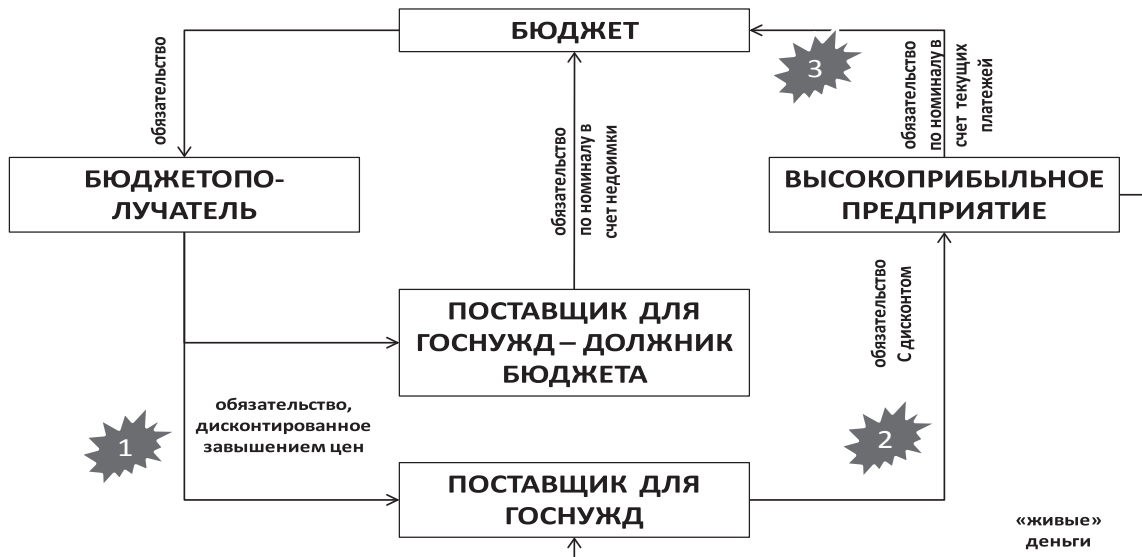 БЮДЖЕТ
обязательство
3
обязательство
по номиналу в
счет текущих
платежей
БЮДЖЕТОПО-
ЛУЧАТЕЛЬ
обязательство
по номиналу в
счет недоимки
ВЫСОКОПРИБЫЛЬНОЕ
ПРЕДПРИЯТИЕ
ПОСТАВЩИК ДЛЯ
ГОСНУЖД – ДОЛЖНИК
БЮДЖЕТА
обязательство
С дисконтом
1
обязательство,
дисконтированное
завышением цен
2
ПОСТАВЩИК ДЛЯ
ГОСНУЖД
«живые»
деньги